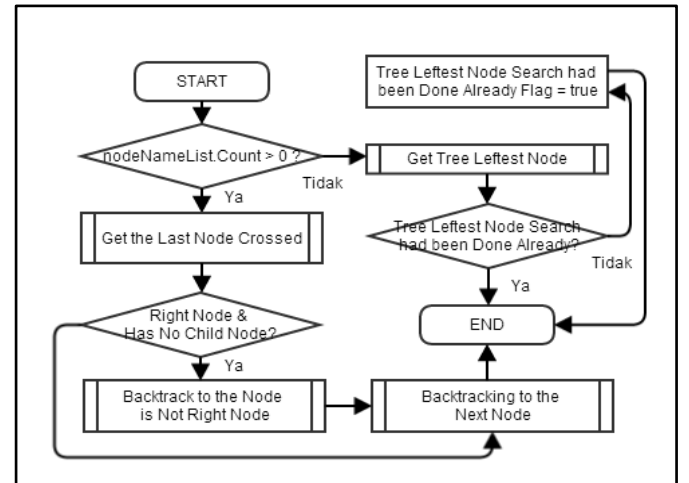 START
Tree Leftest Node Search had
been Done Already Flag = true
nodeNameList.Count > 0 ?
Tidak
Get Tree Leftest Node
Ya
Get the Last Node Crossed
Tree Leftest Node Search
had been Done Already?
Tidak
Ya
Right Node &
Has No Child Node?
END
Ya
Backtrack to the Node
is Not Right Node
Backtracking to the
Next Node